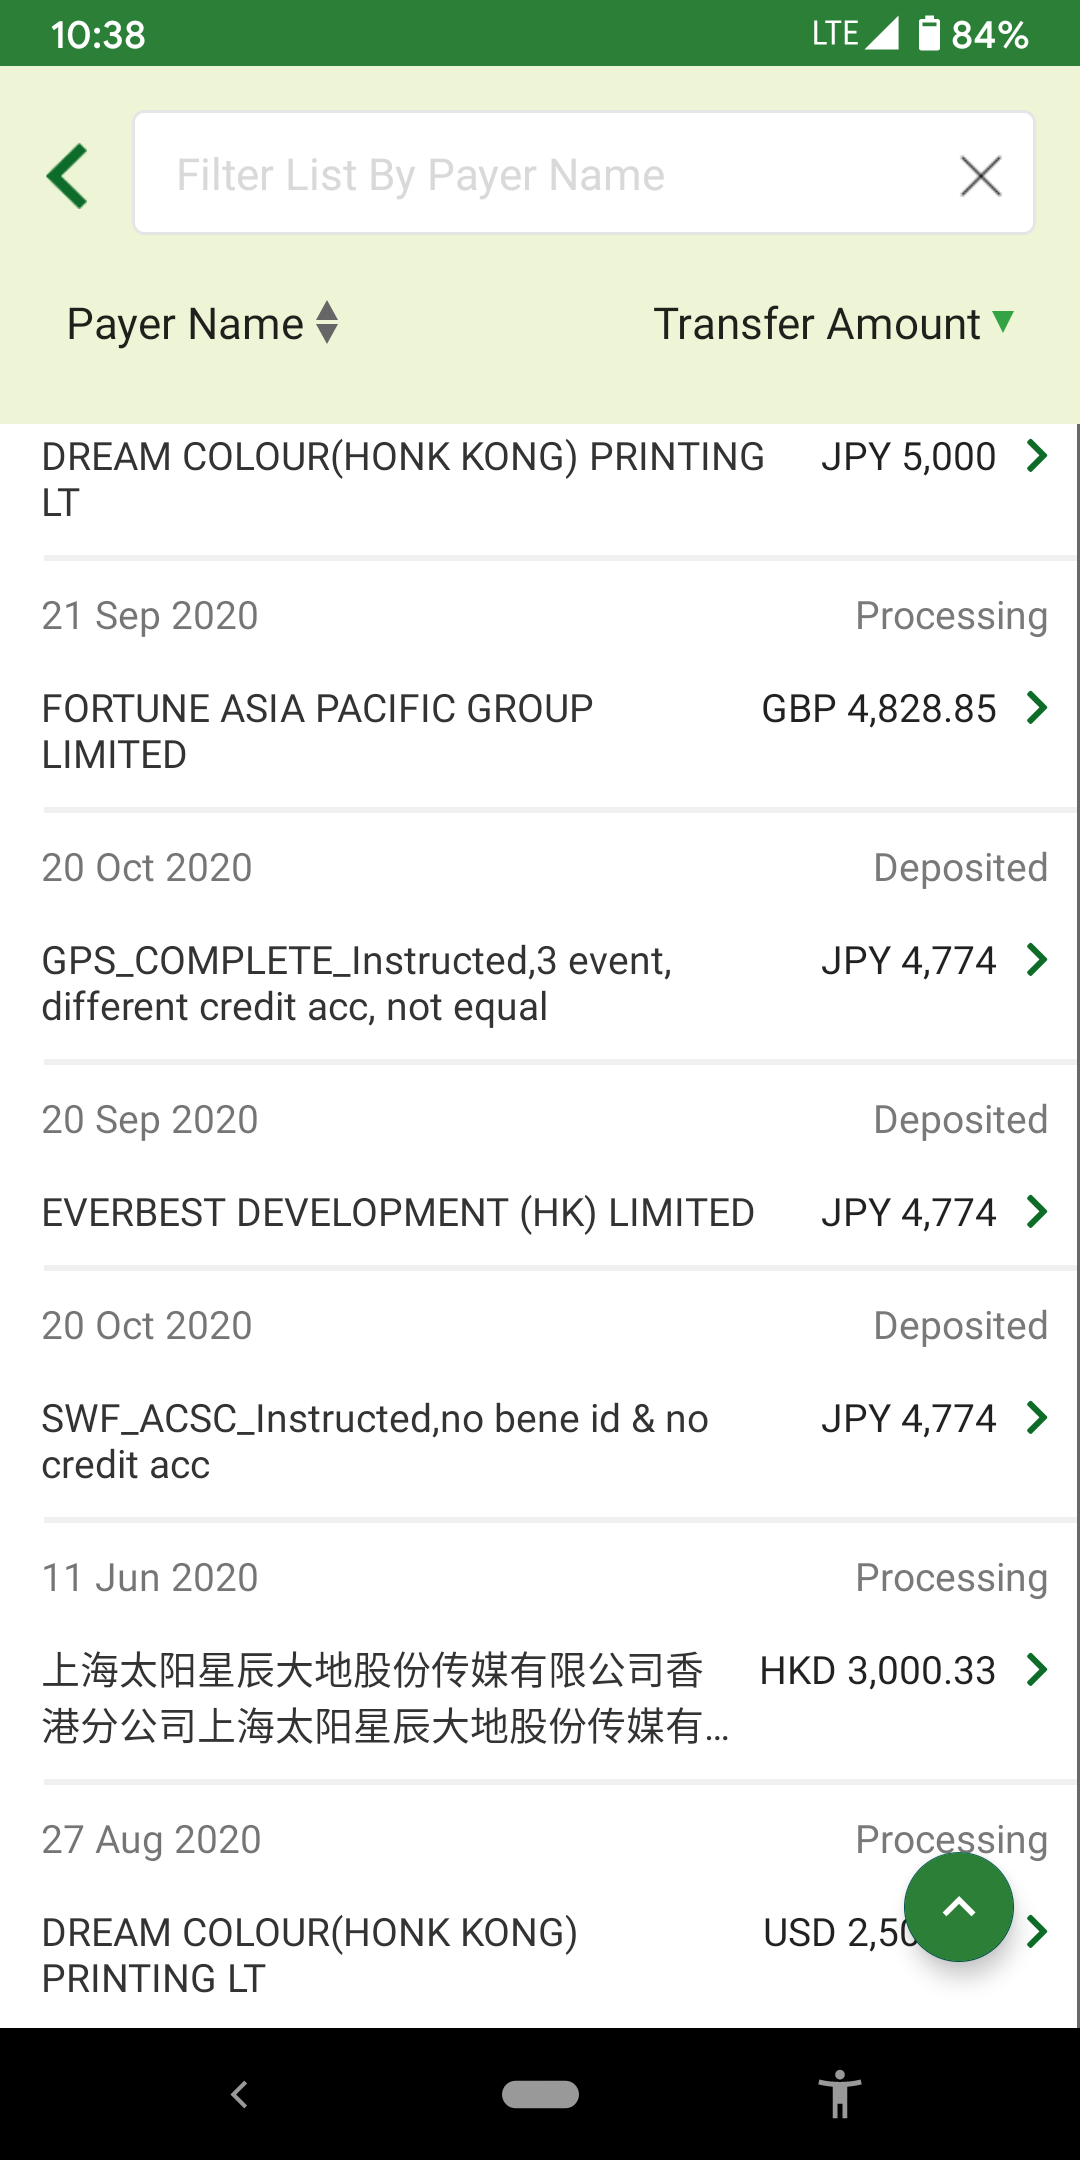 10:38 LTE 84%
Filter List By Payer Name
Payer Name Transfer Amount
DREAM COLOUR(HONK KONG) PRINTING JPY 5,000
LT
21 Sep 2020 Processing
FORTUNE ASIA PACIFIC GROUP GBP 4,828.85
LIMITED
20 Oct 2020 Deposited
GPS_COMPLETE_Instructed,3 event, JPY 4,774
different credit acc, not equal
20 Sep 2020 Deposited
EVERBEST DEVELOPMENT (HK) LIMITED JPY 4,774
20 Oct 2020 Deposited
SWF_ACSC_Instructed,no bene id & no JPY 4,774
credit acc
11 Jun 2020 Processing
上海太阳星辰大地股份传媒有限公司香 HKD 3,000.33
港分公司上海太阳星辰大地股份传媒有...
27 Aug 2020 Processing
DREAM COLOUR(HONK KONG) USD
PRINTING LT